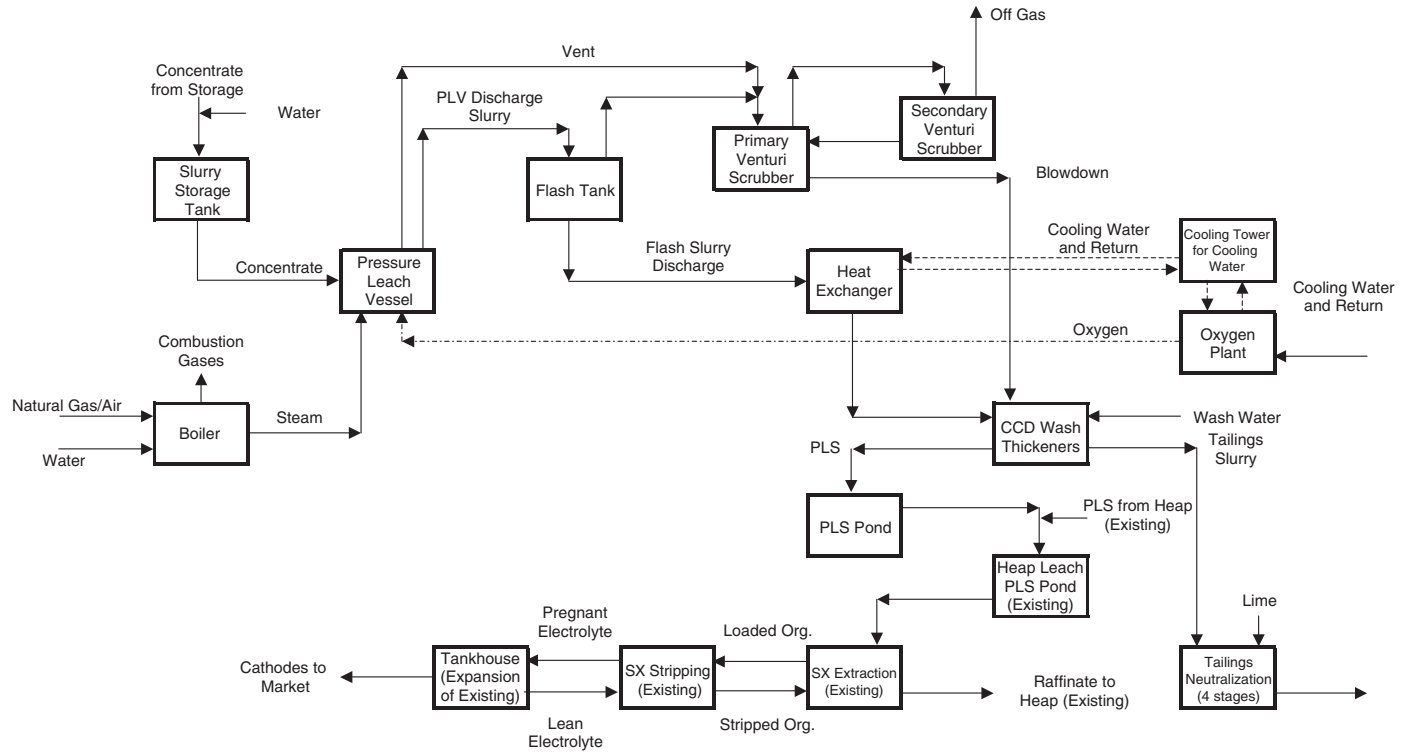 Off Gas
Vent
Concentrate
from Storage
Water
PLV Discharge
Slurry
Secondary
Venturi
Scrubber
Primary
Venturi
Scrubber
Slurry
Storage
Tank
Flash Tank
Blowdown
Cooling Water
and Return
Cooling Tower
for Cooling
Water
Flash Slurry
Discharge
Concentrate
Pressure
Leach
Vessel
Heat
Exchanger
Cooling Water
and Return
Combustion
Gases
Oxygen
Oxygen
Plant
Natural Gas/Air
Boiler
Steam
Water
CCD Wash
Thickeners
Wash Water
Tailings
Slurry
PLS
PLS Pond
PLS from Heap
(Existing)
Heap Leach
PLS Pond
(Existing)
Lime
Pregnant
Electrolyte
Loaded Org.
Cathodes to
Market
Tankhouse
(Expansion
of Existing)
SX Stripping
(Existing)
SX Extraction
(Existing)
Raffinate to
Heap (Existing)
Tailings
Neutralization
(4 stages)
Lean
Electrolyte
Stripped Org.